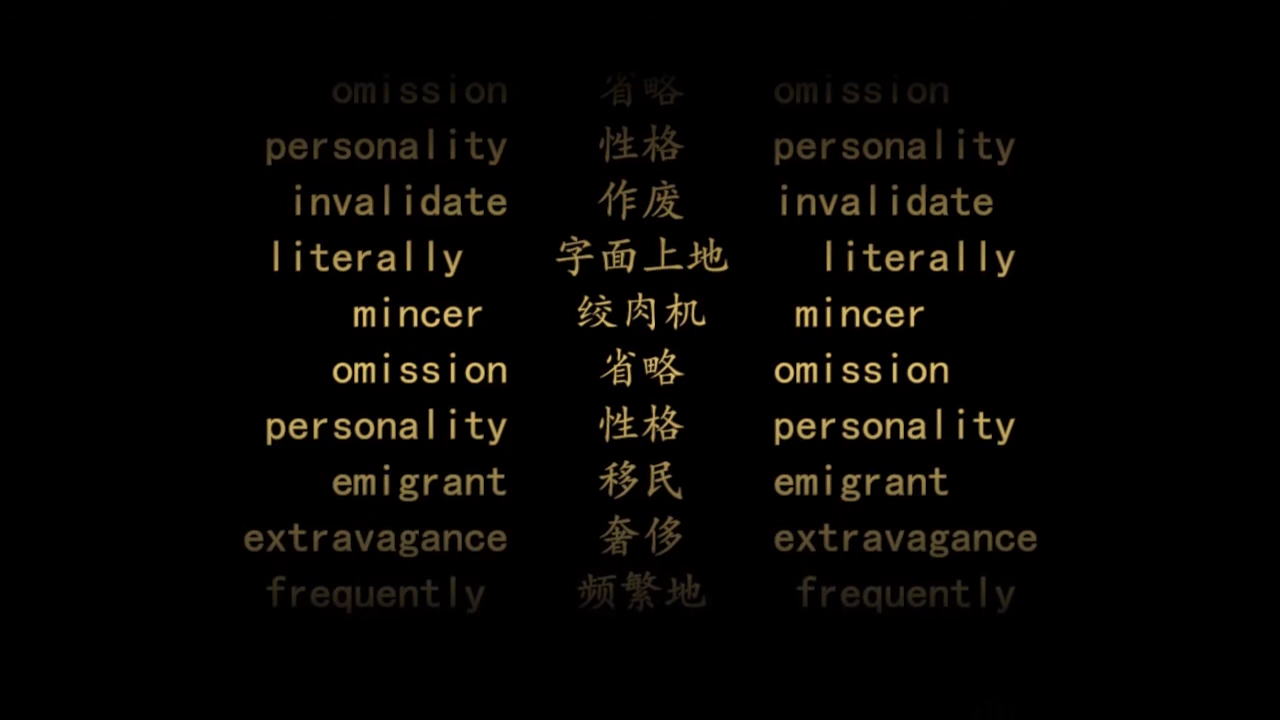 omission 省略 omission
personality 性格 personality
invalidate 作废 invalidate
literally 字面上地 literally
mincer 绞肉机 mincer
omission 省略 omission
personality 性格 personality
emigrant 移民 emigrant
extravagance 奢侈 extravagance
frequently 频繁地 frequently